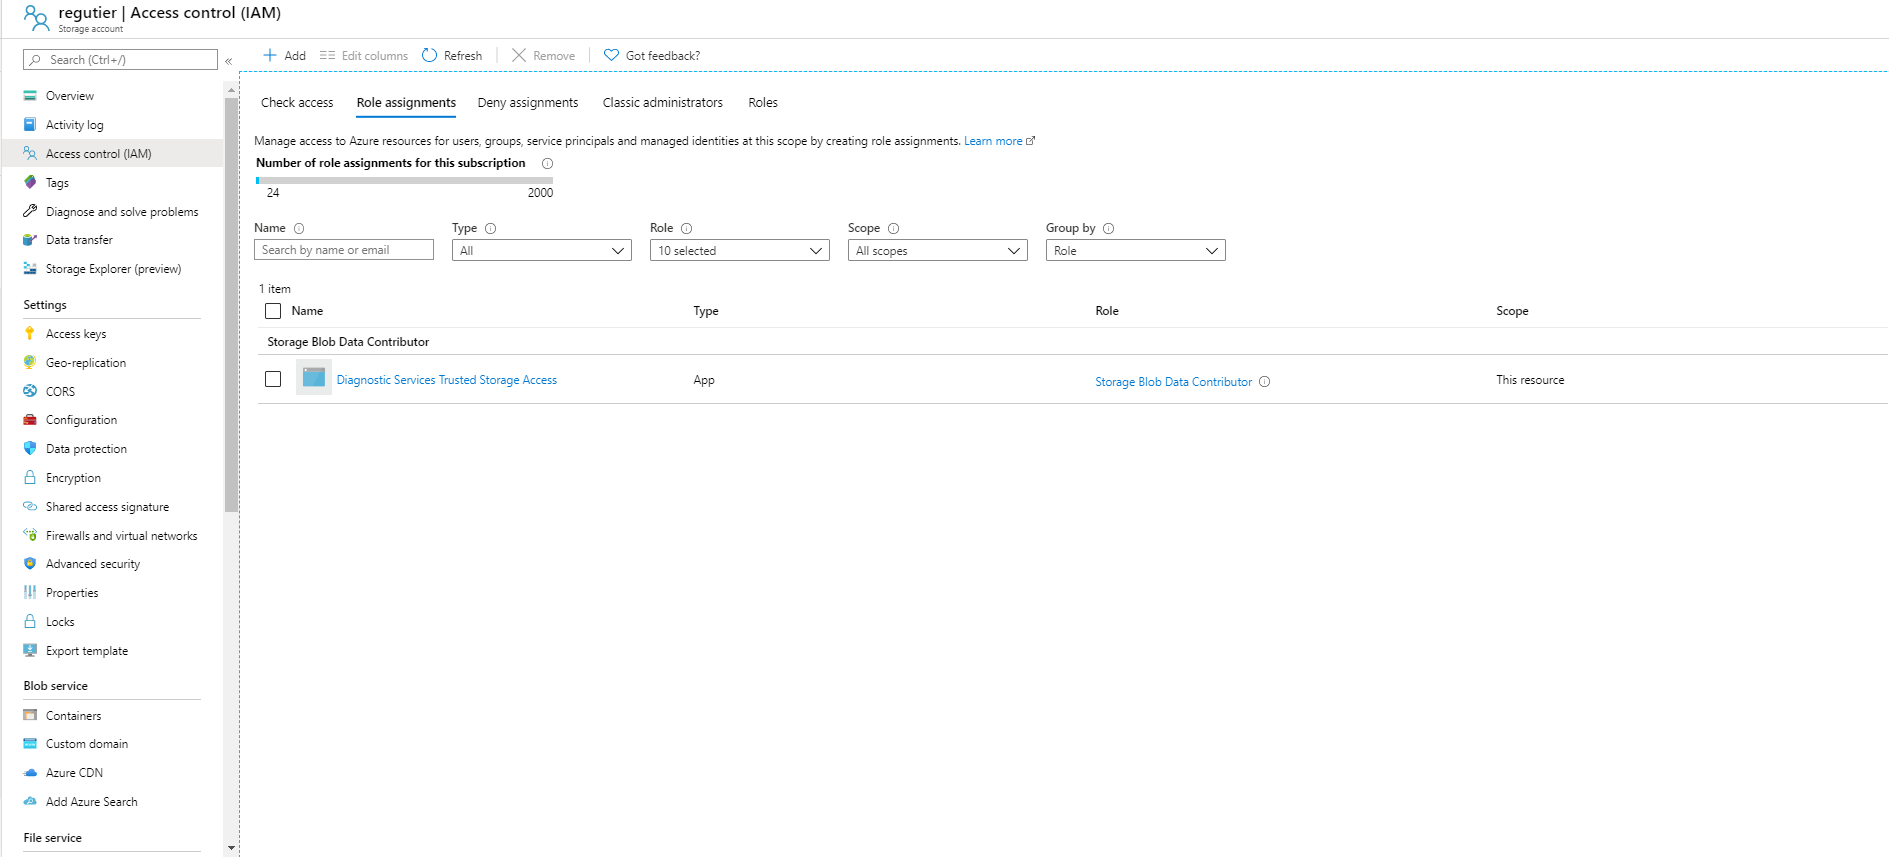 regutier | Access control (IAM)
Storage account
Search (Ctrl+/)
«
Overview
Activity log
Access control (IAM)
Tags
Diagnose and solve problems
Data transfer
Storage Explorer (preview)
Settings
Access keys
Geo-replication
CORS
Configuration
Data protection
Encryption
Shared access signature
Firewalls and virtual networks
Advanced security
Properties
Locks
Export template
Blob service
Containers
Custom domain
Azure CDN
Add Azure Search
File service
Add Edit columns Refresh Remove Got feedback?
Check access Role assignments Deny assignments Classic administrators Roles
Manage access to Azure resources for users, groups, service principals and managed identities at this scope by creating role assignments. Learn more
Number of role assignments for this subscription
24 2000
Name Type Role Scope Group by
Search by name or email All 10 selected All scopes Role
1 item
Name Type Role Scope
Storage Blob Data Contributor
Diagnostic Services Trusted Storage Access App Storage Blob Data Contributor This resource